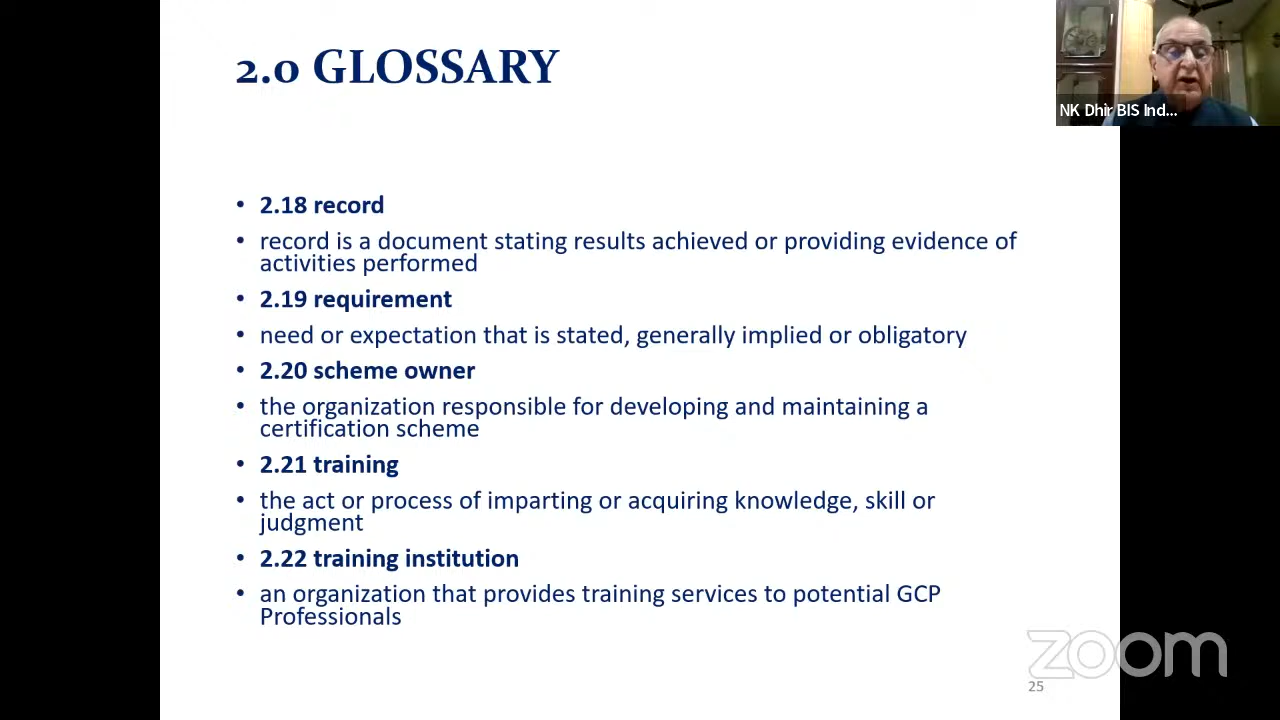 2.0 GLOSSARY
NK Dhir BIS Ind...
• 2.18 record
• record is a document stating results achieved or providing evidence of
activities performed
• 2.19 requirement
• need or expectation that is stated, generally implied or obligatory
• 2.20 scheme owner
• the organization responsible for developing and maintaining a
certification scheme
• 2.21 training
• the act or process of imparting or acquiring knowledge, skill or
judgment
• 2.22 training institution
• an organization that provides training services to potential GCP
Professionals
zoom
25